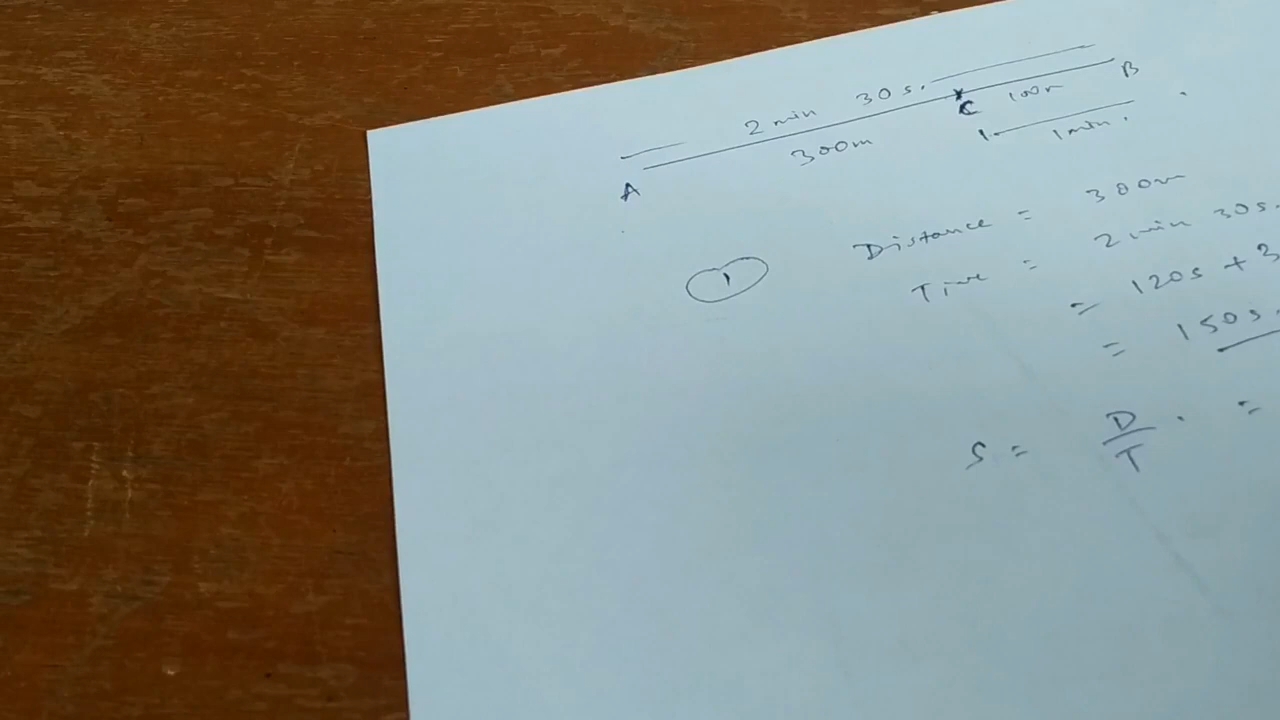 2 min 30 s.
A 300m C 100m B
1 min.
1
Distance = 300m
Time = 2 min 30s.
= 120s + 3
= 150s.
S = D/T . =